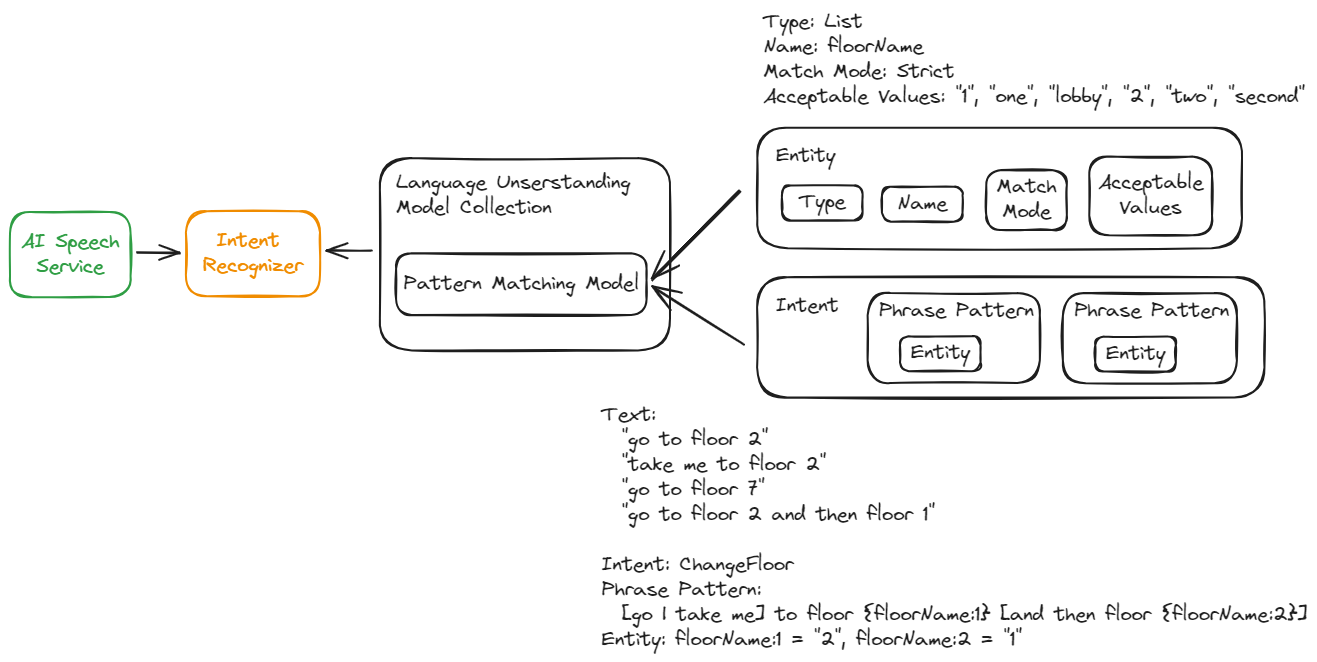 Type: List
Name: floorName
Match Mode: Strict
Acceptable Values: "1", "one", "lobby", "2", "two", "second"
Entity
Type
Name
Match
Mode
Acceptable
Values
Language Unserstanding
Model Collection
Pattern Matching Model
AI Speech
Service
Intent
Recognizer
Intent
Phrase Pattern
Entity
Phrase Pattern
Entity
Text:
"go to floor 2"
"take me to floor 2"
"go to floor 7"
"go to floor 2 and then floor 1"
Intent: ChangeFloor
Phrase Pattern:
[go | take me] to floor {floorName:1} [and then floor {floorName:2}]
Entity: floorName:1 = "2", floorName:2 = "1"